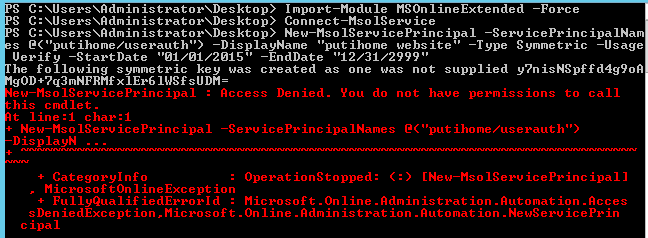 PS C:\Users\Administrator\Desktop> Import-Module MSOnlineExtended -Force
PS C:\Users\Administrator\Desktop> Connect-MsolService
PS C:\Users\Administrator\Desktop> New-MsolServicePrincipal -ServicePrincipalNam
es @("putihome/userauth") -DisplayName "putihome website" -Type Symmetric -Usage
 Verify -StartDate "01/01/2015" -EndDate "12/31/2999"
The following symmetric key was created as one was not supplied y7nisNSpffd4g9oA
MgOD+7q3mNFRMfxlEr6lWSfsUDM=
New-MsolServicePrincipal : Access Denied. You do not have permissions to call
this cmdlet.
At line:1 char:1
+ New-MsolServicePrincipal -ServicePrincipalNames @("putihome/userauth")
-DisplayN ...
+ ~~~~~~~~~~~~~~~~~~~~~~~~~~~~~~~~~~~~~~~~~~~~~~~~~~~~~~~~~~~~~~~~~~~~~~~~~~~~
~~~
    + CategoryInfo          : OperationStopped: (:) [New-MsolServicePrincipal]
   , MicrosoftOnlineException
    + FullyQualifiedErrorId : Microsoft.Online.Administration.Automation.Acces
   sDeniedException,Microsoft.Online.Administration.Automation.NewServicePrin
  cipal